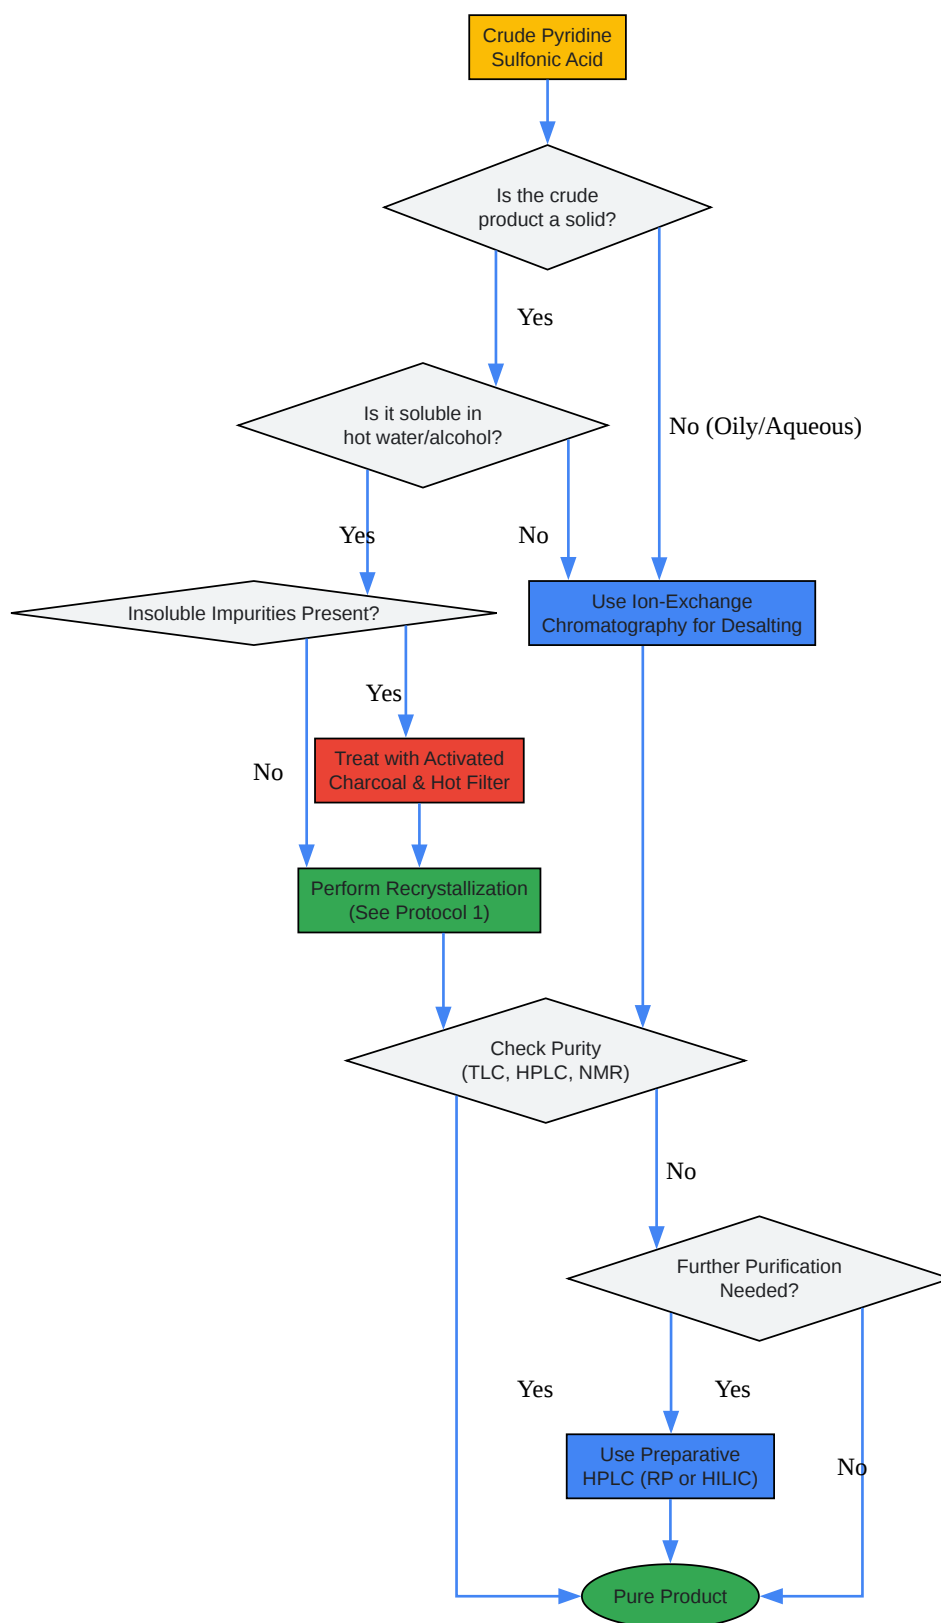 Crude Pyridine
Sulfonic Acid
Is the crude
product a solid?
Yes
Is it soluble in
hot water/alcohol?
No (Oily/Aqueous)
Yes
No
Insoluble Impurities Present?
Use Ion-Exchange
Chromatography for Desalting
Yes
Treat with Activated
Charcoal & Hot Filter
No
Perform Recrystallization
(See Protocol 1)
Check Purity
(TLC, HPLC, NMR)
No
Further Purification
Needed?
Yes
Yes
Use Preparative
HPLC (RP or HILIC)
No
Pure Product